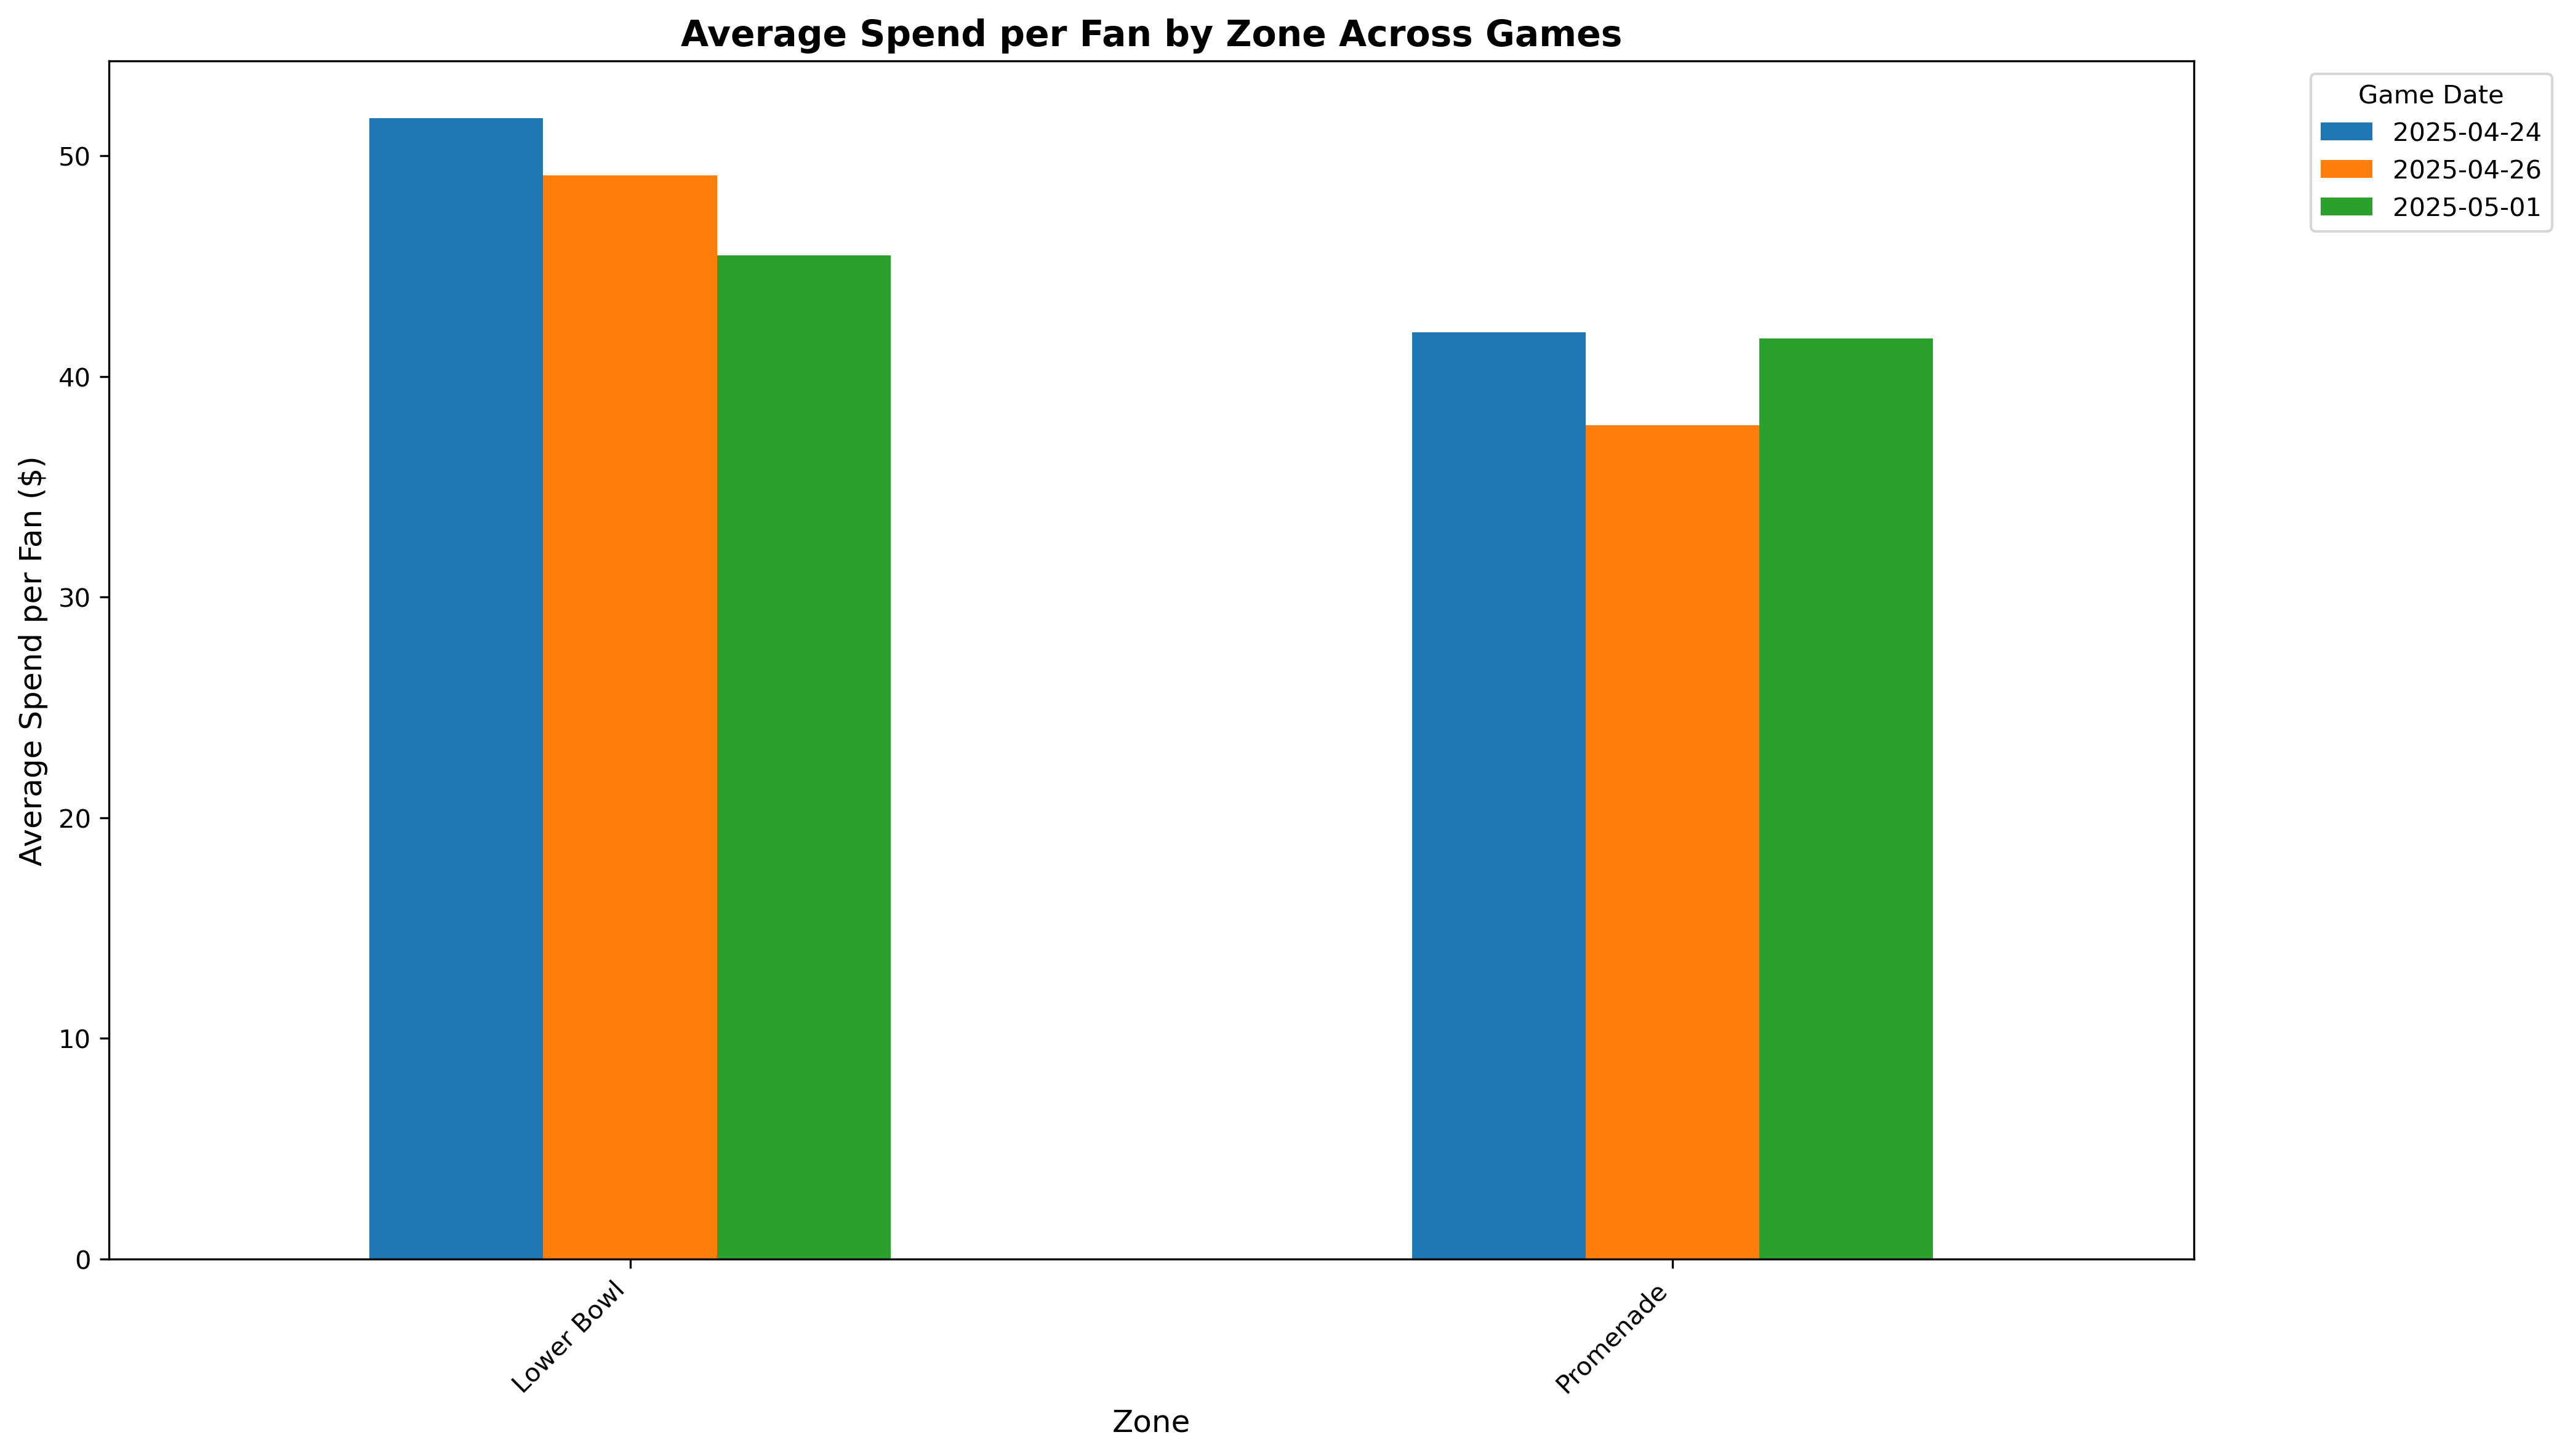 Average Spend per Fan by Zone Across Games
Game Date
2025-04-24
2025-04-26
2025-05-01
Average Spend per Fan ($)
50
40
30
20
10
0
Lower Bowl
Promenade
Zone